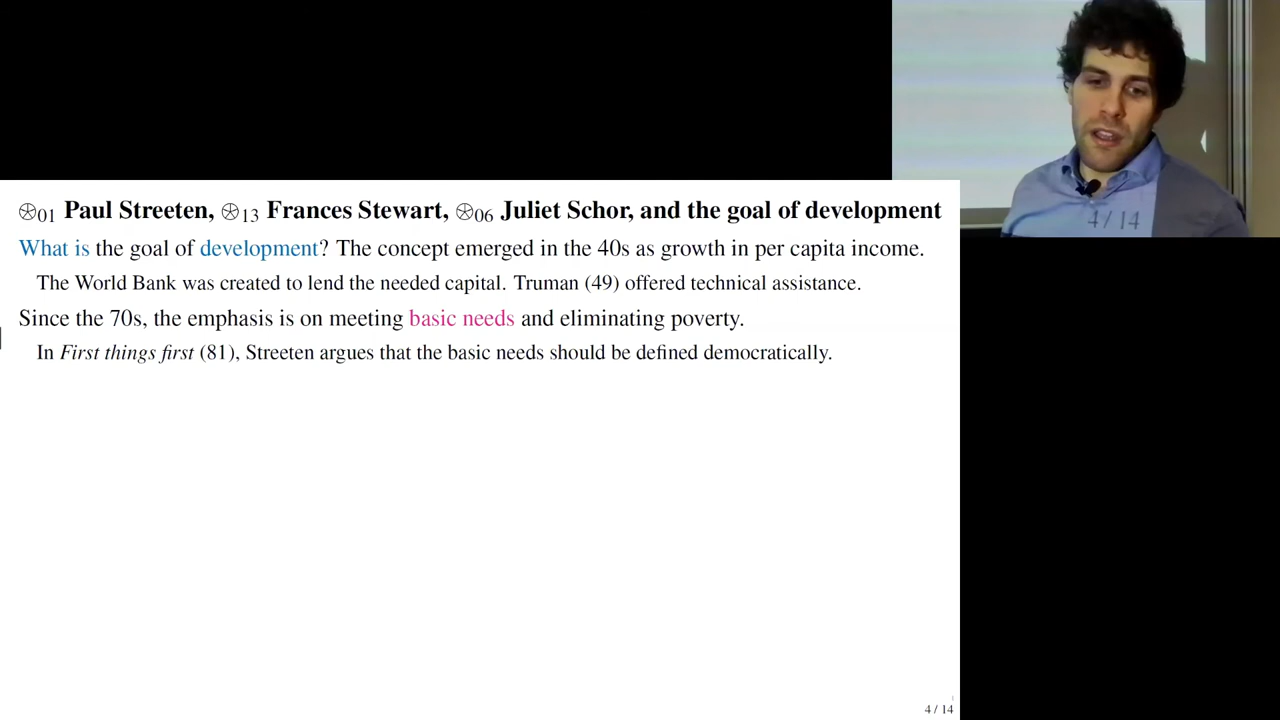 4 / 14
⊛01 Paul Streeten, ⊛13 Frances Stewart, ⊛06 Juliet Schor, and the goal of development
What is the goal of development? The concept emerged in the 40s as growth in per capita income.
The World Bank was created to lend the needed capital. Truman (49) offered technical assistance.
Since the 70s, the emphasis is on meeting basic needs and eliminating poverty.
In First things first (81), Streeten argues that the basic needs should be defined democratically.
4 / 14